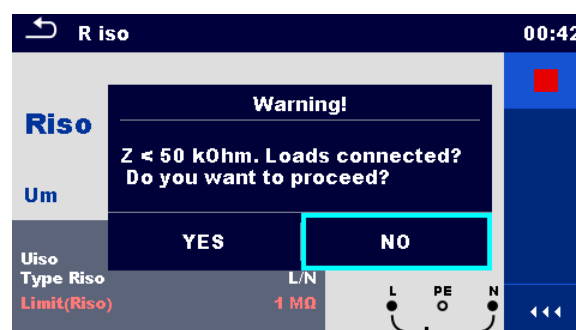 R iso
00:42
Warning!
Riso
Z < 50 kOhm. Loads connected?
Do you want to proceed?
Um
YES
NO
Uiso
Type Riso L/N
Limit(Riso) 1 MΩ
L PE N